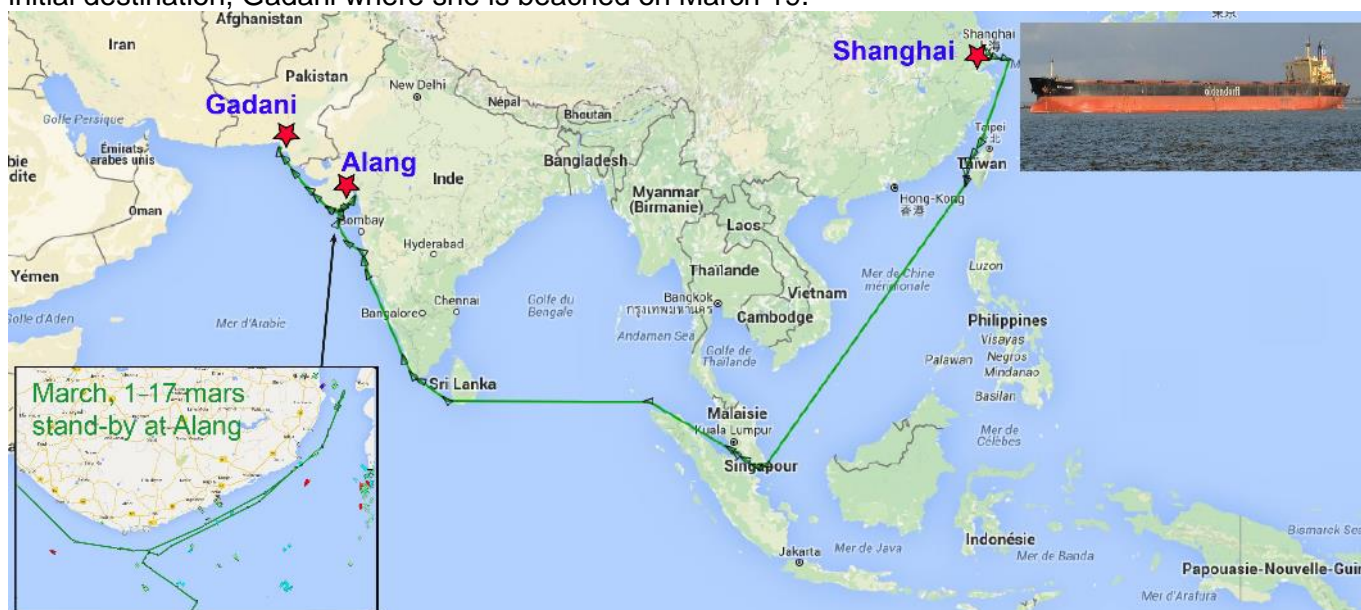 initial destination, Gadani where she is beached on March 19.
Afghanistan
Iran
Pakistan
New Delhi
Népal
Bhoutan
Shanghai
Shanghai
Gadani
Golfe Persique
Émirats
arabes unis
Alang
Oman
Inde
Bangladesh
Myanmar
(Birmanie)
Taipei
Taïwan
Hong-Kong
香港
Laos
Bombay
Hyderabad
Yémen
Thaïlande
Mer de Chine
méridionale
Luzon
Golfe d'Aden
Mer d'Arabie
Bangalore
Chennai
Golfe du
Bengale
Bangkok
กรุงเทพมหานคร
Vietnam
Cambodge
Andaman Sea
Golfe de
Thaïlande
Philippines
Visayas
Negros
Mindanao
Palawan
Basilan
Sri Lanka
Malaisie
Kuala Lumpur
Singapour
Mer de
Célèbes
March, 1-17 mars
stand-by at Alang
Jakarta
Mer de Java
Indonésie
Mer de Banda
Bismarck Sea
Papouasie-Nouvelle-Gui
Mer d'Arafura
oldendorff